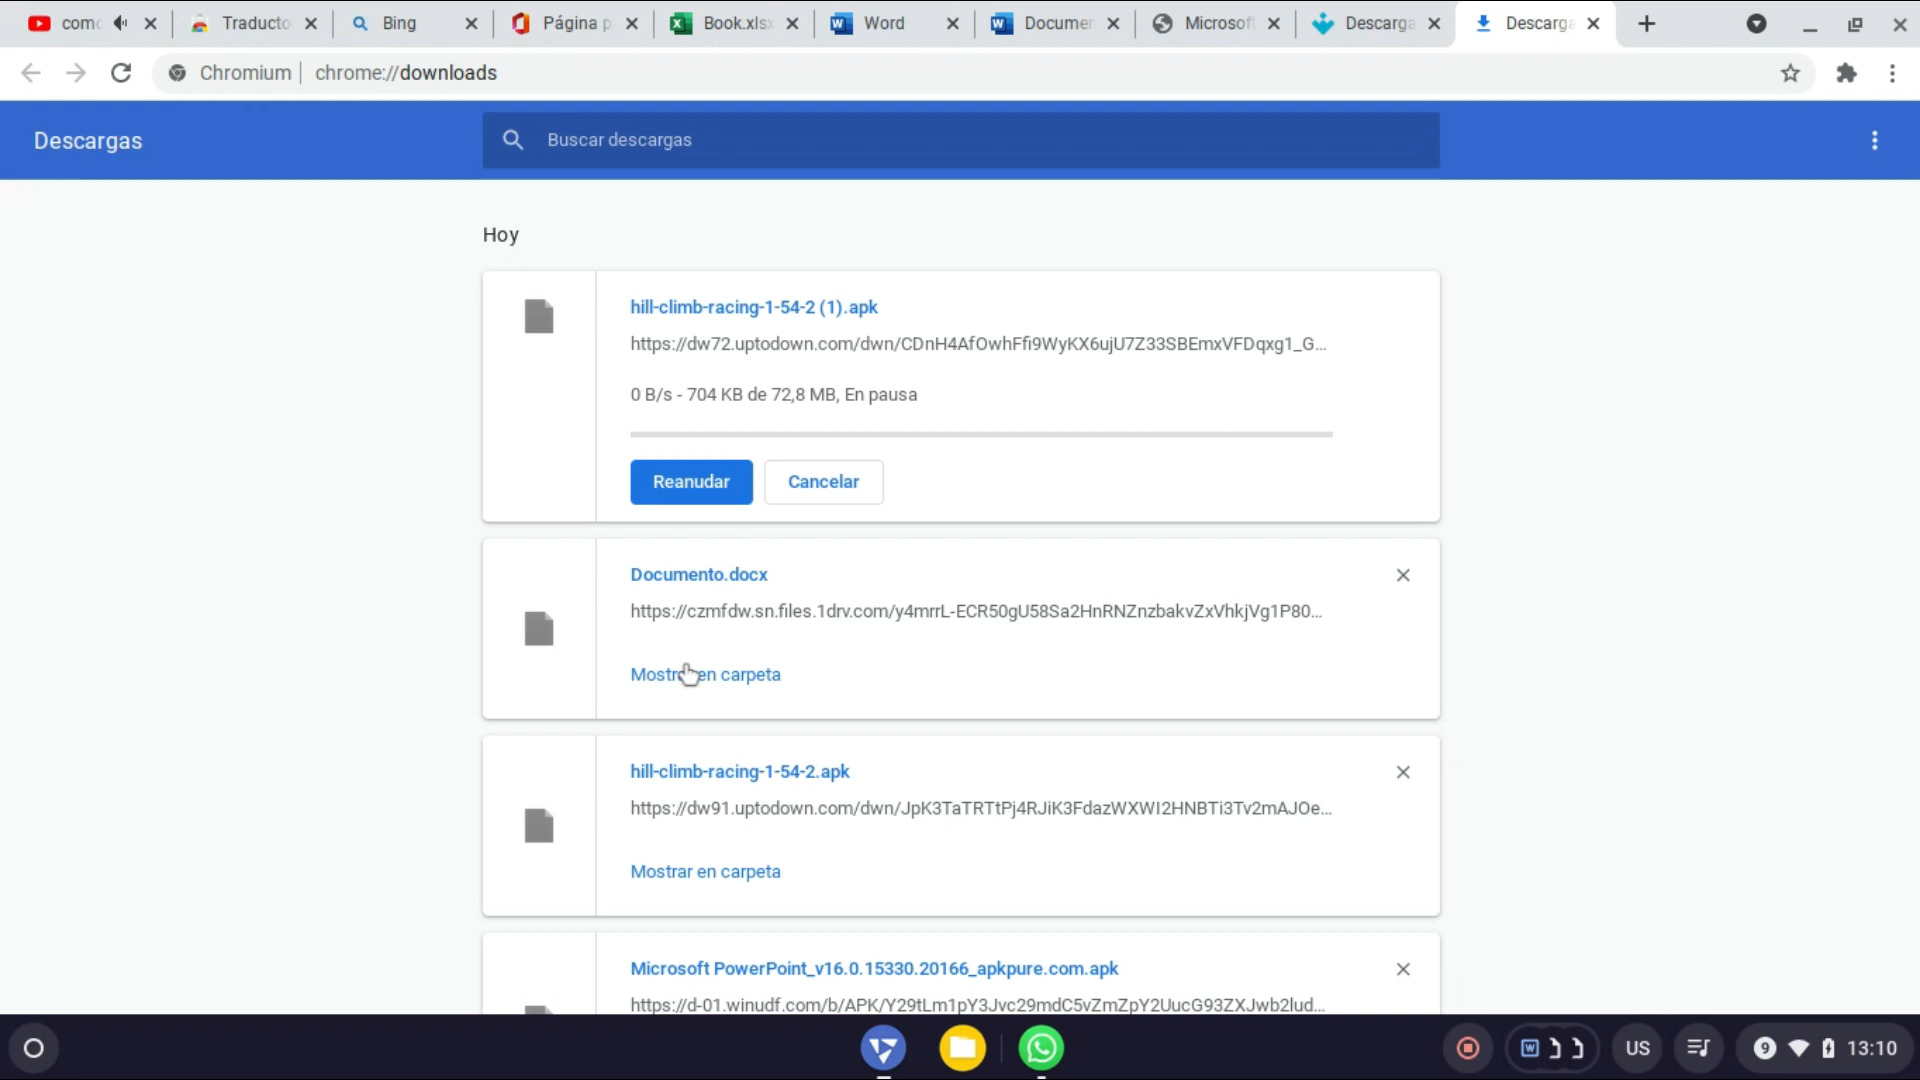 com
Traducto
Bing
Página p
Book.xls
Word
Documen
Microsof
Descarga
Descarga
Chromium | chrome://downloads
Descargas
Buscar descargas
Hoy
hill-climb-racing-1-54-2 (1).apk
https://dw72.uptodown.com/dwn/CDnH4AfOwhFfi9WyKX6ujU7Z33SBEmxVFDqxg1_G...
0 B/s - 704 KB de 72,8 MB, En pausa
Reanudar
Cancelar
Documento.docx
https://czmfdw.sn.files.1drv.com/y4mrrL-ECR50gU58Sa2HnRNZnzbakvZxVhkjVg1P80...
Mostrar en carpeta
hill-climb-racing-1-54-2.apk
https://dw91.uptodown.com/dwn/JpK3TaTRTtPj4RJiK3FdazWXWI2HNBTi3Tv2mAJOe...
Mostrar en carpeta
Microsoft PowerPoint_v16.0.15330.20166_apkpure.com.apk
https://d-01.winudf.com/b/APK/Y29tLm1pY3Jvc29mdC5vZmZpY2UucG93ZXJwb2lud...
US
9
13:10